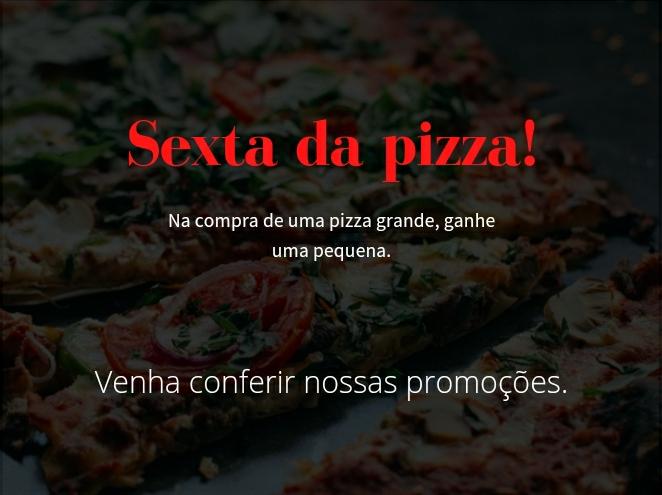 Sexta da pizza!
Na compra de uma pizza grande, ganhe
uma pequena.
Venha conferir nossas promoções.